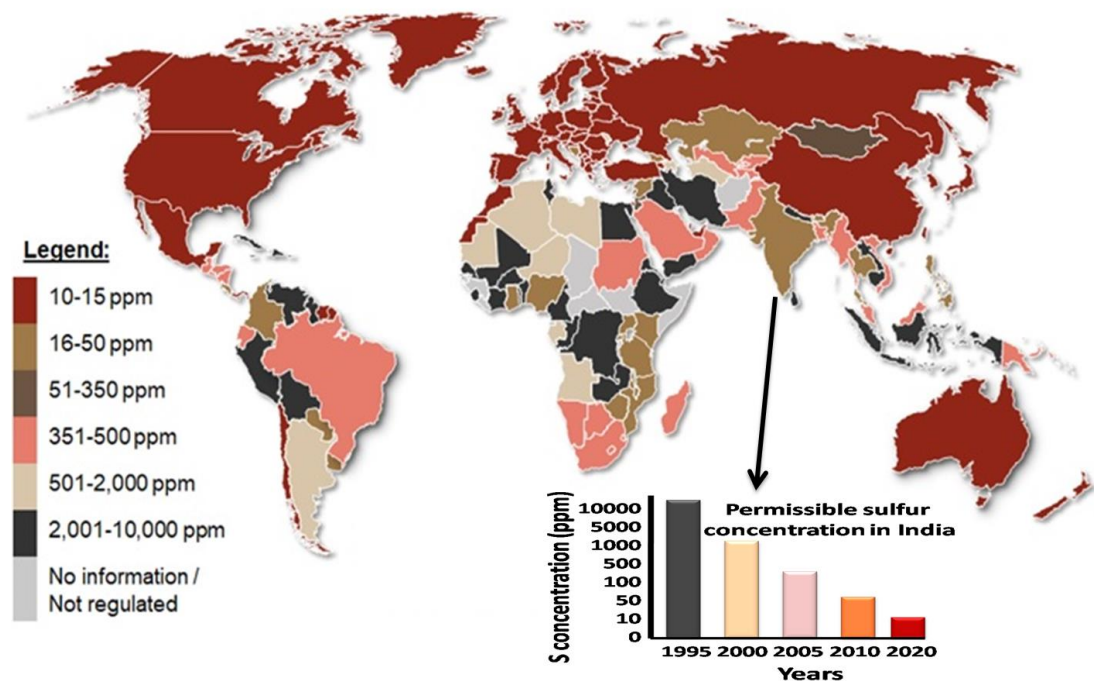 Legend:
10-15 ppm
16-50 ppm
51-350 ppm
351-500 ppm
501-2,000 ppm
2,001-10,000 ppm
No information /
Not regulated
Permissible sulfur
concentration in India
S concentration (ppm)
10000
5000
1000
500
100
50
10
0
1995 2000 2005 2010 2020
Years